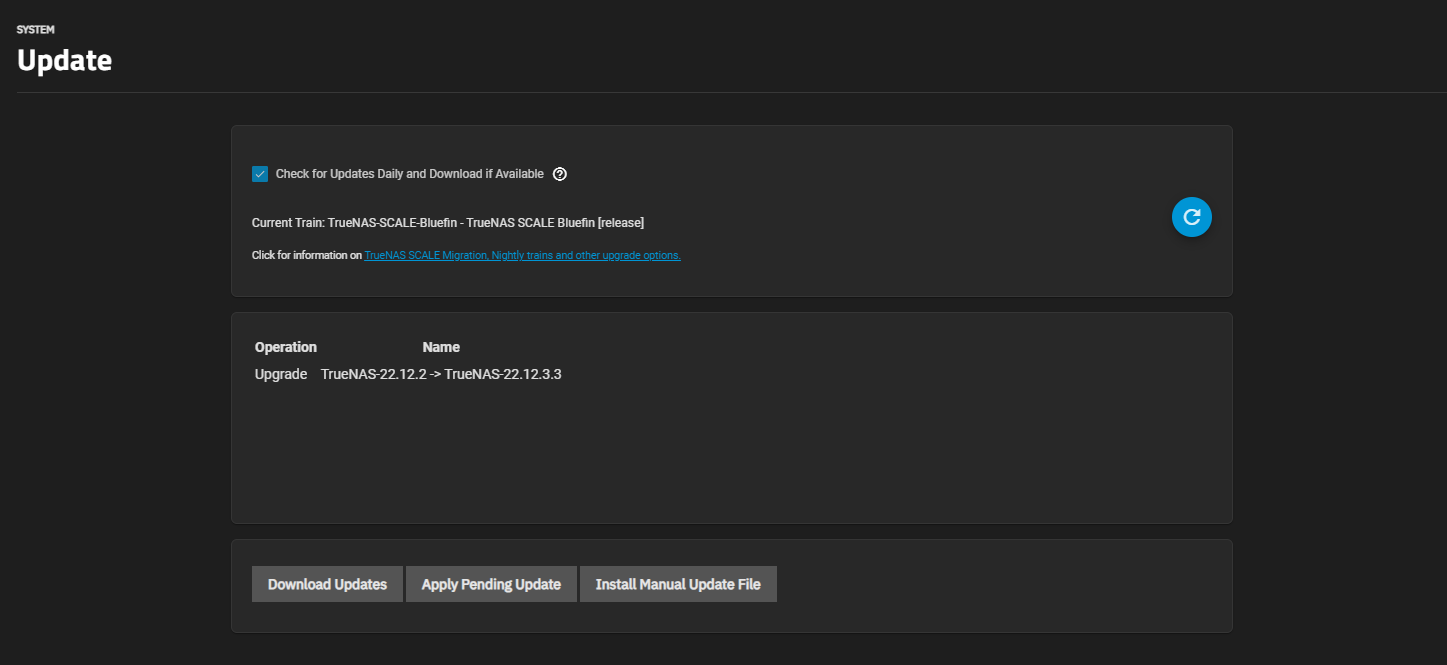 SYSTEM
Update
Check for Updates Daily and Download if Available
Current Train: TrueNAS-SCALE-Bluefin - TrueNAS SCALE Bluefin [release]
Click for information on TrueNAS SCALE Migration, Nightly trains and other upgrade options.
Operation Name
Upgrade TrueNAS-22.12.2 -> TrueNAS-22.12.3.3
Download Updates Apply Pending Update Install Manual Update File